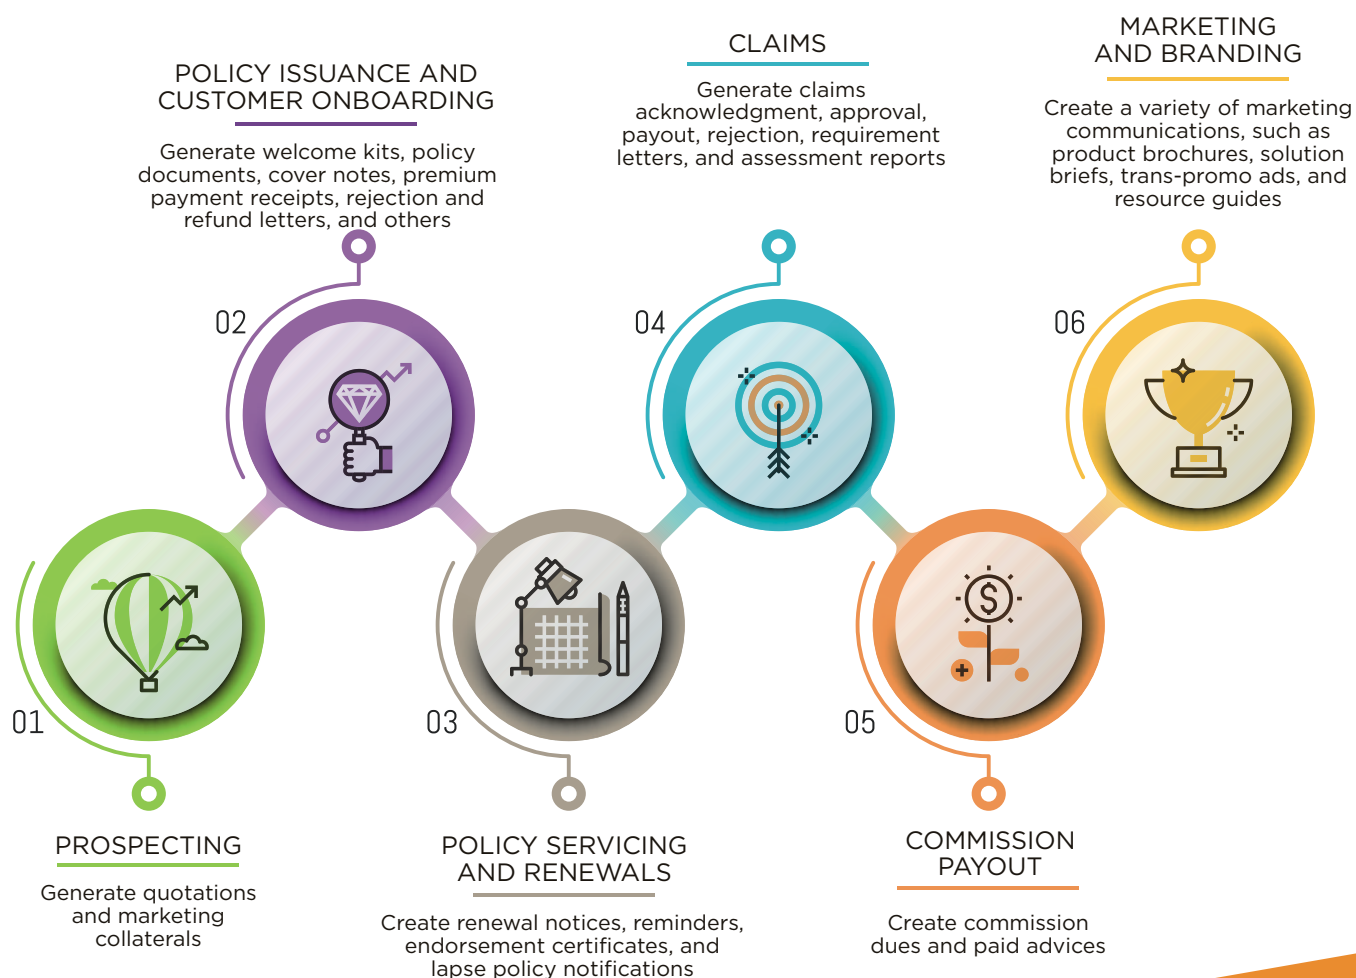 01
PROSPECTING
Generate quotations
and marketing
collaterals
02
POLICY ISSUANCE AND
CUSTOMER ONBOARDING
Generate welcome kits, policy
documents, cover notes, premium
payment receipts, rejection and
refund letters, and others
03
POLICY SERVICING
AND RENEWALS
Create renewal notices, reminders,
endorsement certificates, and
lapse policy notifications
04
CLAIMS
Generate claims
acknowledgment, approval,
payout, rejection, requirement
letters, and assessment reports
05
COMMISSION
PAYOUT
Create commission
dues and paid advices
06
MARKETING
AND BRANDING
Create a variety of marketing
communications, such as
product brochures, solution
briefs, trans-promo ads, and
resource guides
$